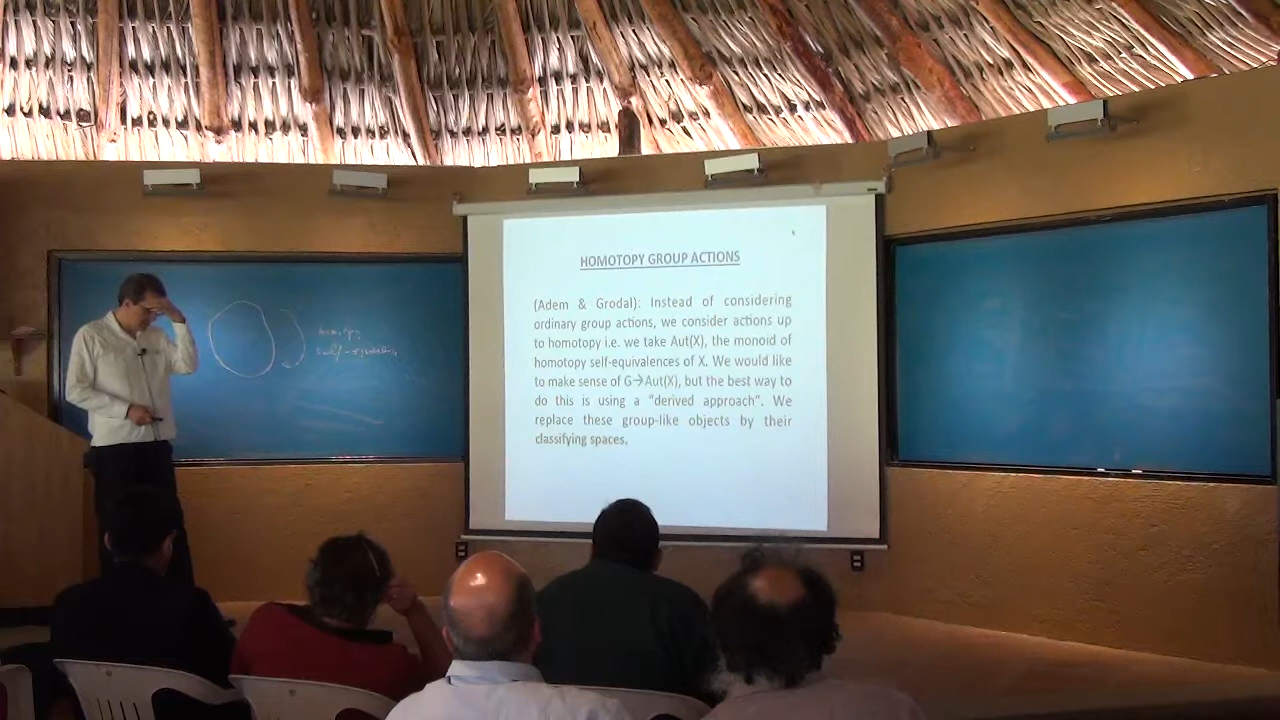 HOMOTOPY GROUP ACTIONS
(Adem & Grodal): Instead of considering
ordinary group actions, we consider actions up
to homotopy i.e. we take Aut(X), the monoid of
homotopy self-equivalences of X. We would like
to make sense of G→Aut(X), but the best way to
do this is using a "derived approach". We
replace these group-like objects by their
classifying spaces.